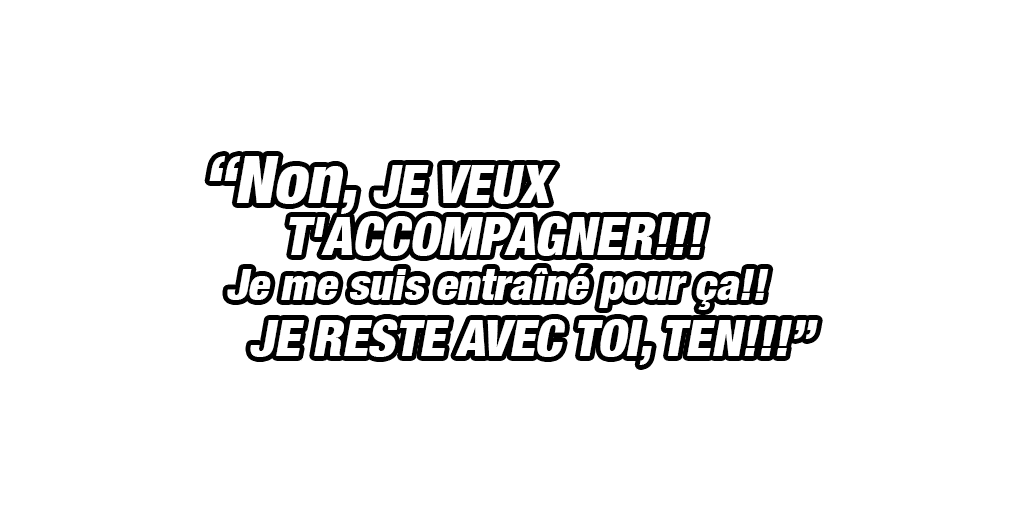 “Non, JE VEUX
T'ACCOMPAGNER!!!
Je me suis entraîné pour ça!!
JE RESTE AVEC TOI, TEN!!!”